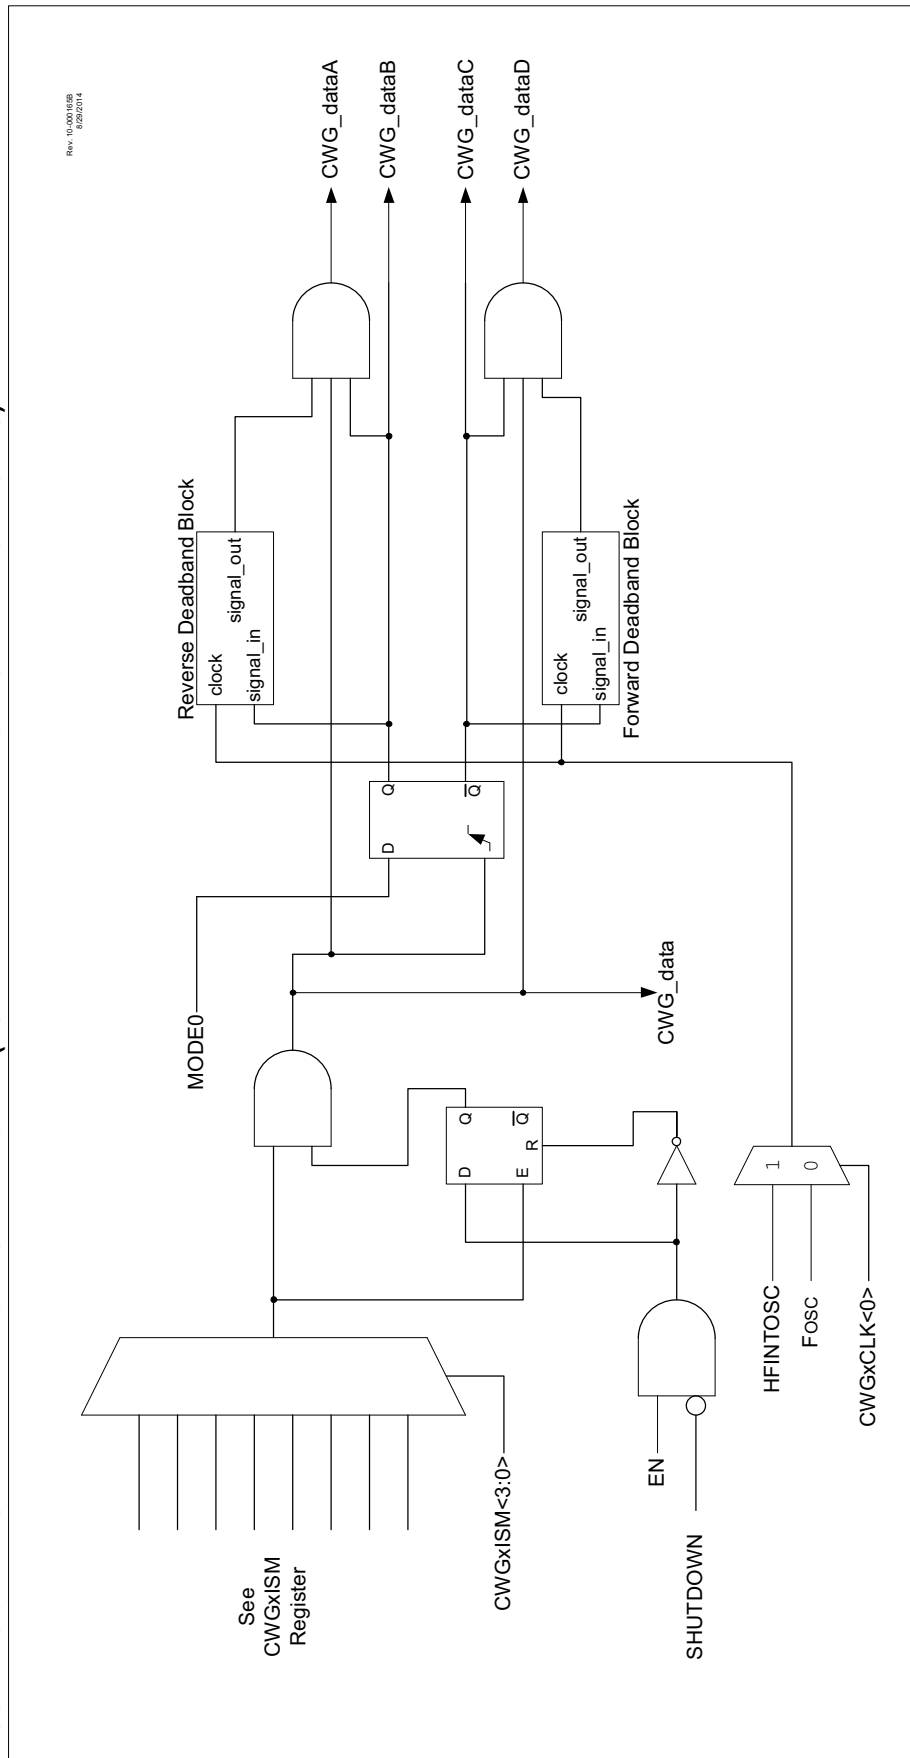 Rev. 10-000165B
8/29/2014
See
CWGxISM
Register
CWGxISM<3:0>
EN
SHUTDOWN
HFINTOSC
FOSC
CWGxCLK<0>
1
0
D
Q
E
Q
R
MODE0
CWG_data
D
Q
Q
Reverse Deadband Block
clock
signal_out
signal_in
clock
signal_out
signal_in
Forward Deadband Block
CWG_dataA
CWG_dataB
CWG_dataC
CWG_dataD